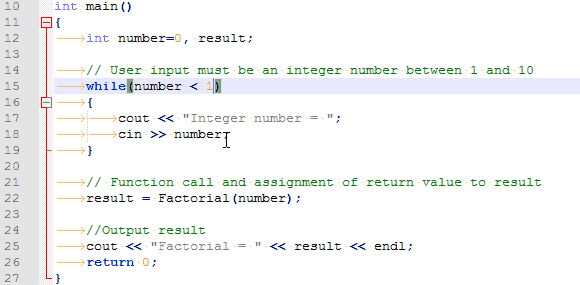 10 int main()
11 {
12 int number=0, result;
13
14 // User input must be an integer number between 1 and 10
15 while(number < 1)
16 {
17 cout << "Integer number = ";
18 cin >> number;
19 }
20
21 // Function call and assignment of return value to result
22 result = Factorial(number);
23
24 //Output result
25 cout << "Factorial = " << result << endl;
26 return 0;
27 }